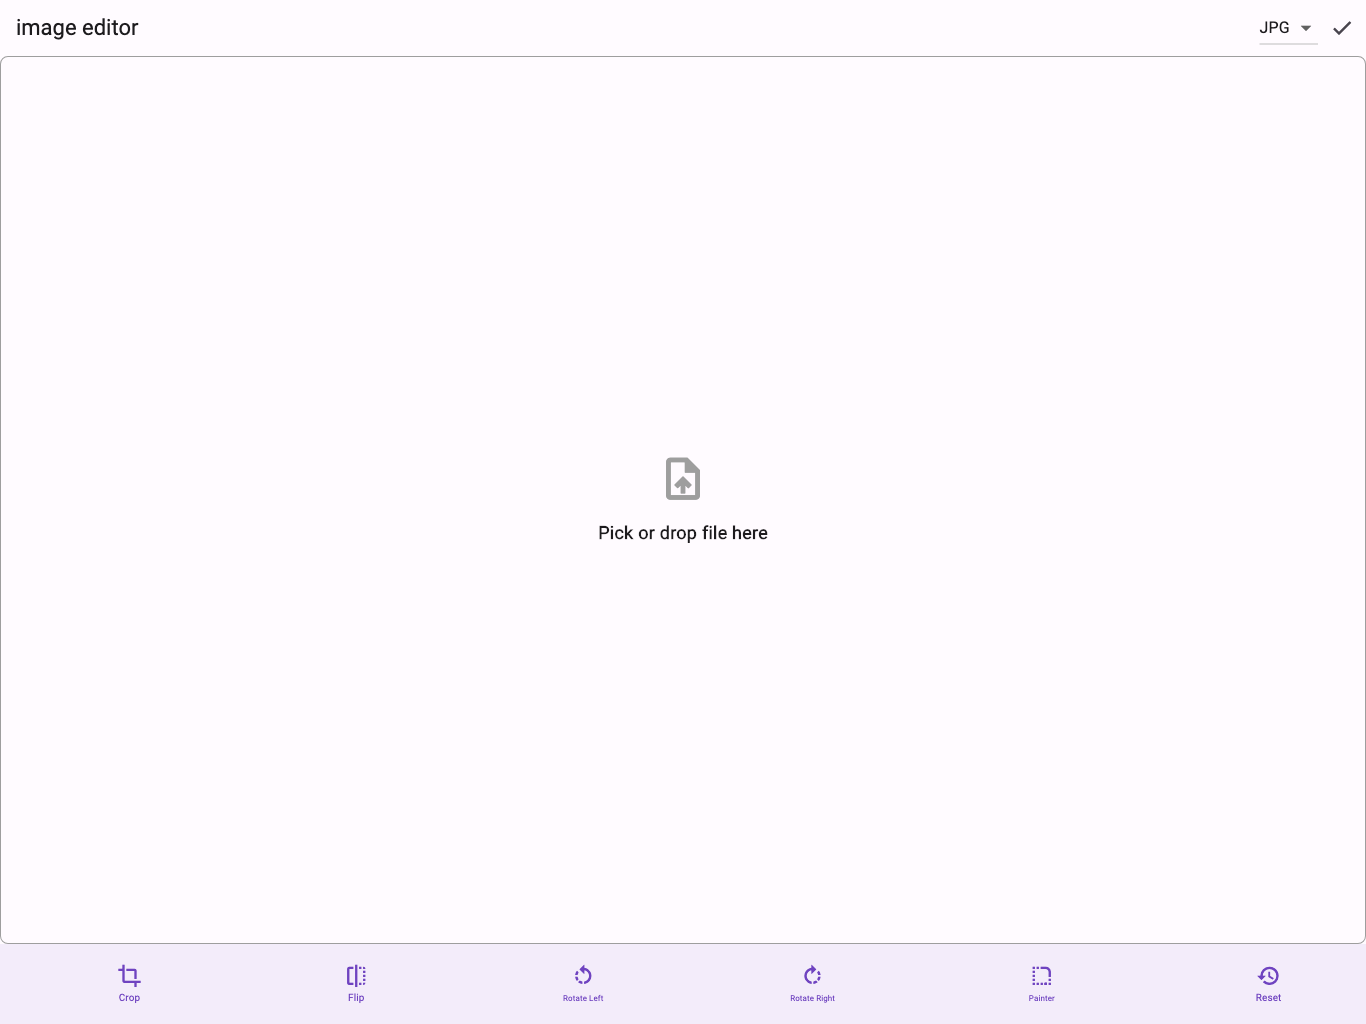 image editor
JPG
Pick or drop file here
Crop
Flip
Rotate Left
Rotate Right
Painter
Reset